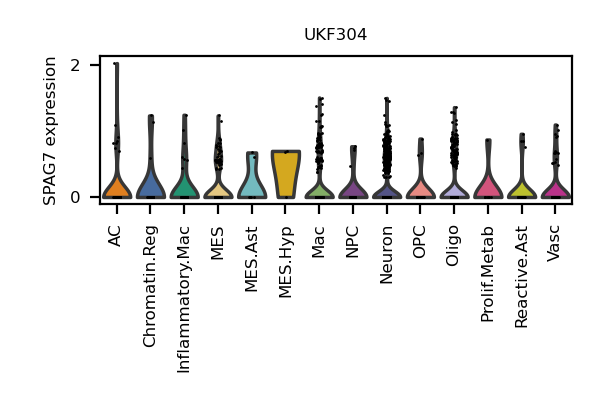 UKF304
SPAG7 expression
2
0
AC
Chromatin.Reg
Inflammatory.Mac
MES
MES.Ast
MES.Hyp
Mac
NPC
Neuron
OPC
Oligo
Prolif.Metab
Reactive.Ast
Vasc